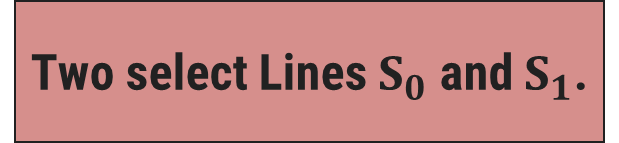 Two select Lines S₀ and S₁.